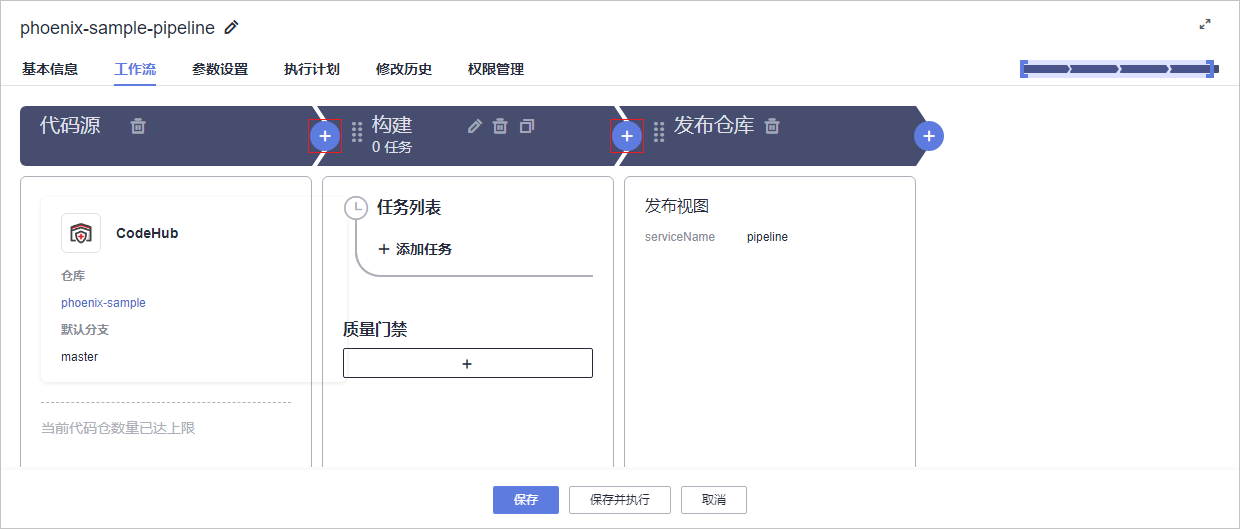 phoenix-sample-pipeline
基本信息 工作流 参数设置 执行计划 修改历史 权限管理
代码源
构建
0 任务
发布仓库
CodeHub
仓库
phoenix-sample
默认分支
master
当前代码仓数量已达上限
任务列表
添加任务
质量门禁
发布视图
serviceName pipeline
保存 保存并执行 取消